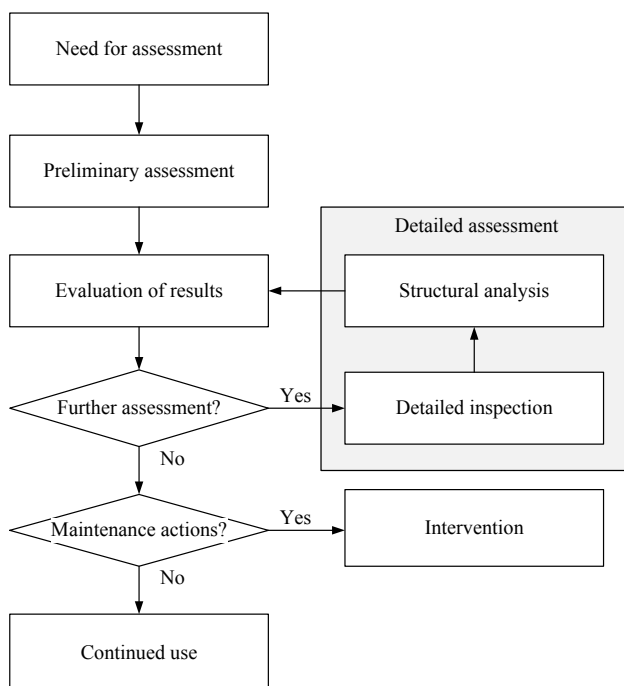 Need for assessment
Preliminary assessment
Detailed assessment
Evaluation of results
Structural analysis
Further assessment?
Yes
Detailed inspection
No
Maintenance actions?
Yes
Intervention
No
Continued use